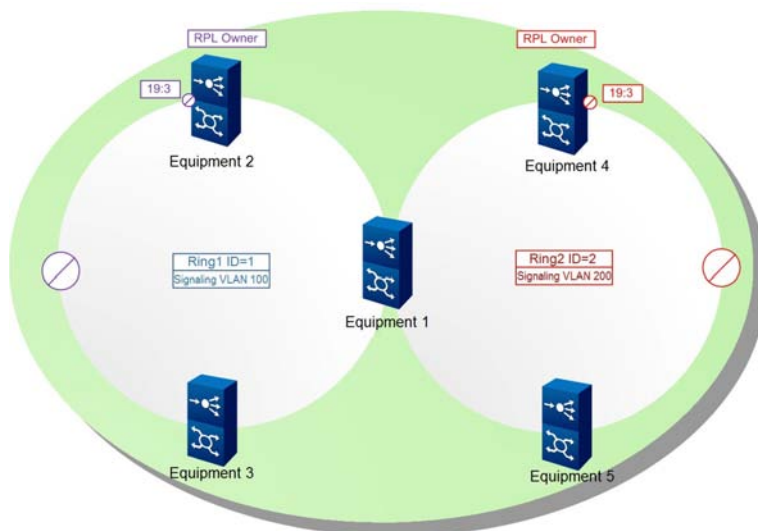 RPL Owner
RPL Owner
19:3
19:3
Equipment 2
Equipment 4
Ring1 ID=1
Signaling VLAN 100
Ring2 ID=2
Signaling VLAN 200
Equipment 1
Equipment 3
Equipment 5